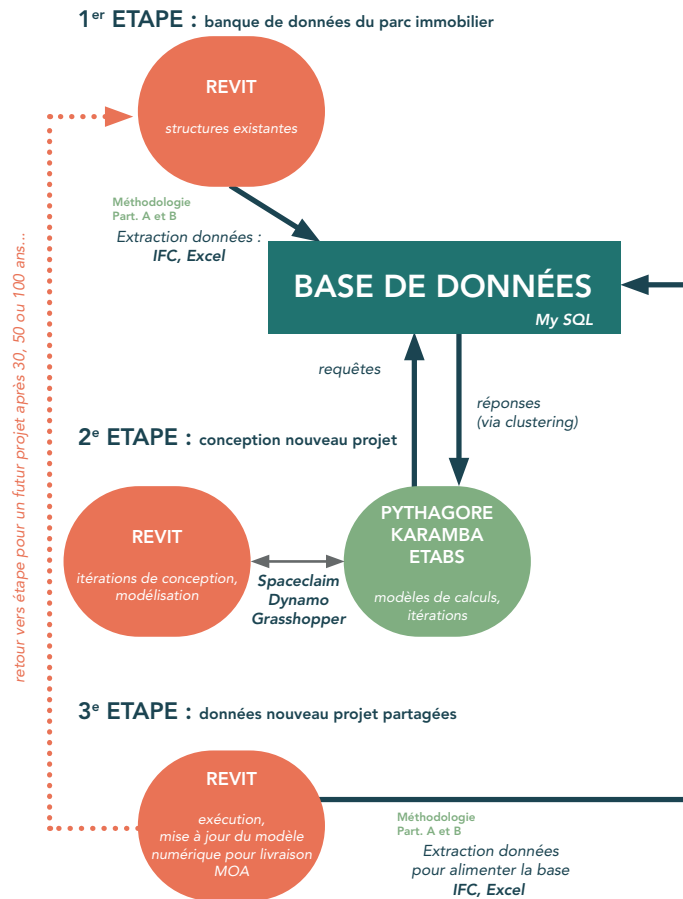 1er ETAPE : banque de données du parc immobilier
REVIT
structures existantes
Méthodologie
Part. A et B
Extraction données :
IFC, Excel
BASE DE DONNÉES
My SQL
requêtes
réponses
(via clustering)
2e ETAPE : conception nouveau projet
REVIT
itérations de conception,
modélisation
Spaceclaim
Dynamo
Grasshopper
PYTHAGORE
KARAMBA
ETABS
modèles de calculs,
itérations
3e ETAPE : données nouveau projet partagées
REVIT
exécution,
mise à jour du modèle
numérique pour livraison
MOA
Méthodologie
Part. A et B
Extraction données
pour alimenter la base
IFC, Excel
retour vers étape pour un futur projet après 30, 50 ou 100 ans...